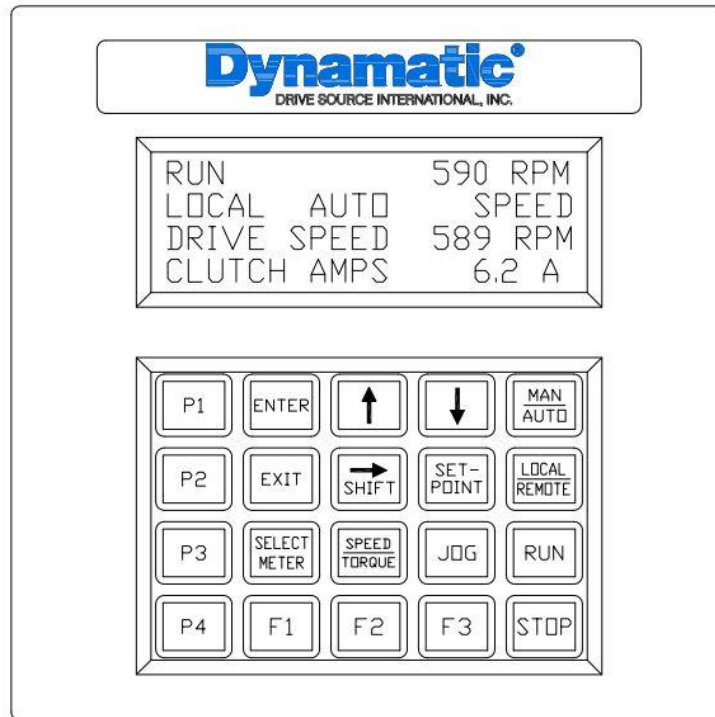 Dynamatic®
DRIVE SOURCE INTERNATIONAL, INC.
RUN 590 RPM
LOCAL AUTO SPEED
DRIVE SPEED 589 RPM
CLUTCH AMPS 6.2 A
P1
ENTER
MAN
AUTO
P2
EXIT
SHIFT
SET-
POINT
LOCAL
REMOTE
P3
SELECT
METER
SPEED
TORQUE
JOG
RUN
P4
F1
F2
F3
STOP